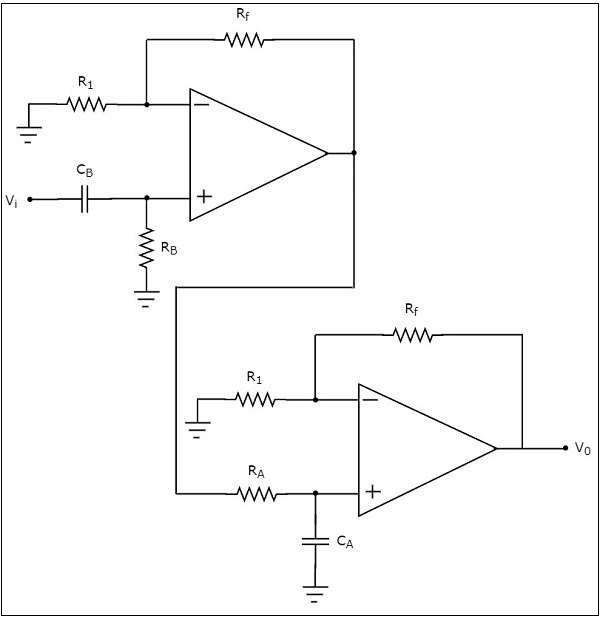 Rf
R1
−
CB
Vi
+
RB
Rf
R1
−
V0
RA
+
CA